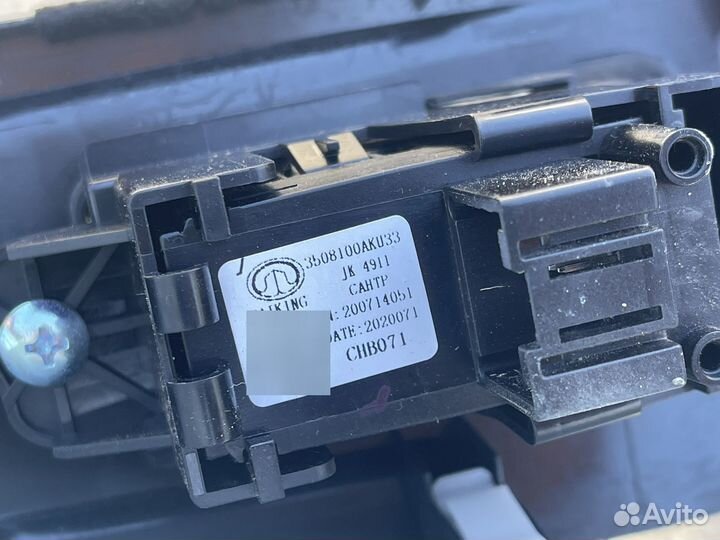 3508100AKU33
JK 4911
CAHTP
:200714051
DATE:2020071
CHB071
Avito